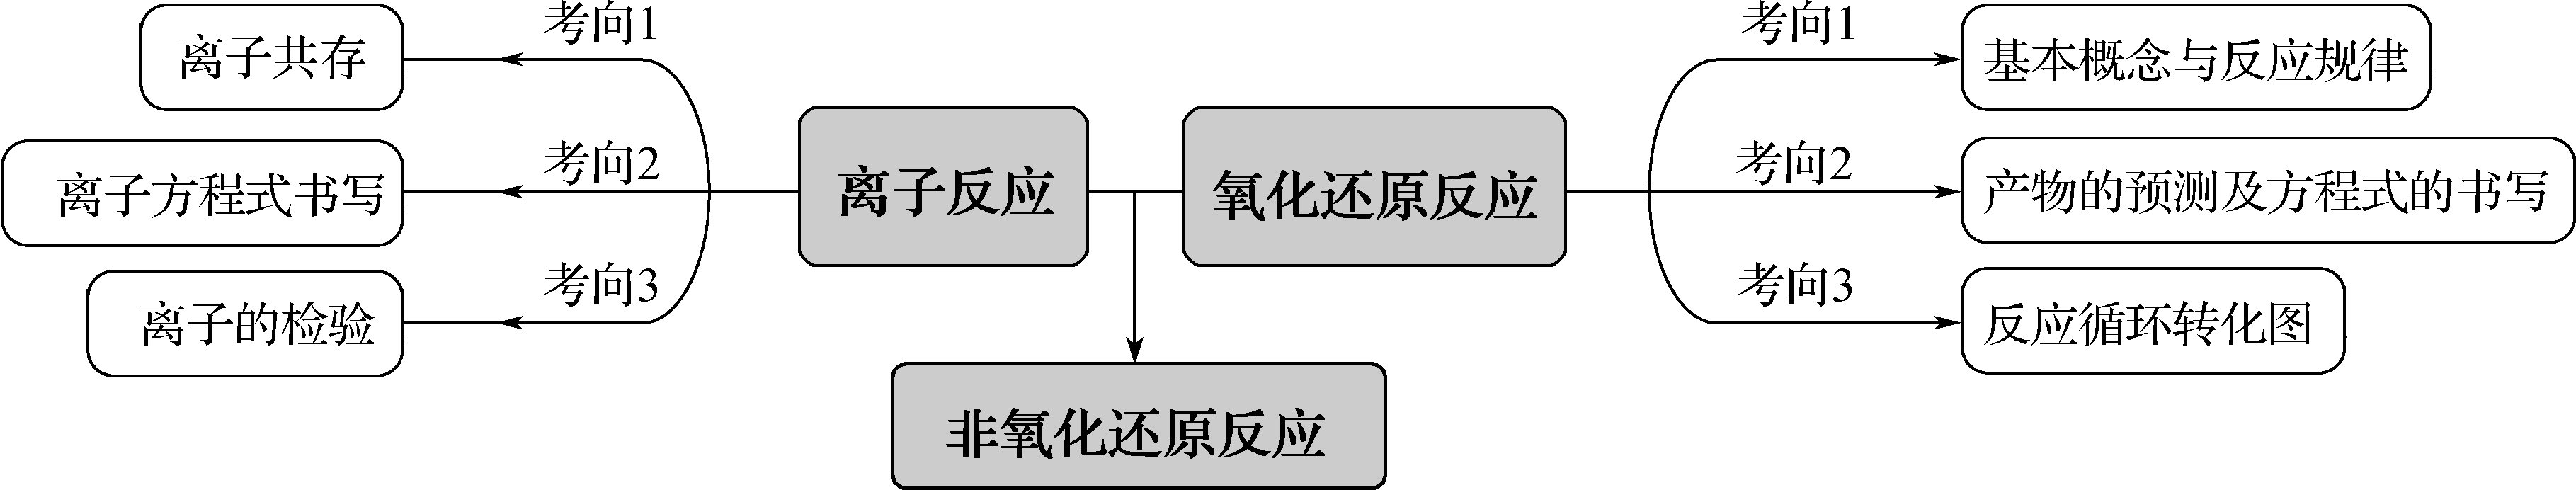 考向1
离子共存
考向2
离子方程式书写
考向3
离子的检验
离子反应
氧化还原反应
非氧化还原反应
考向1
基本概念与反应规律
考向2
产物的预测及方程式的书写
考向3
反应循环转化图